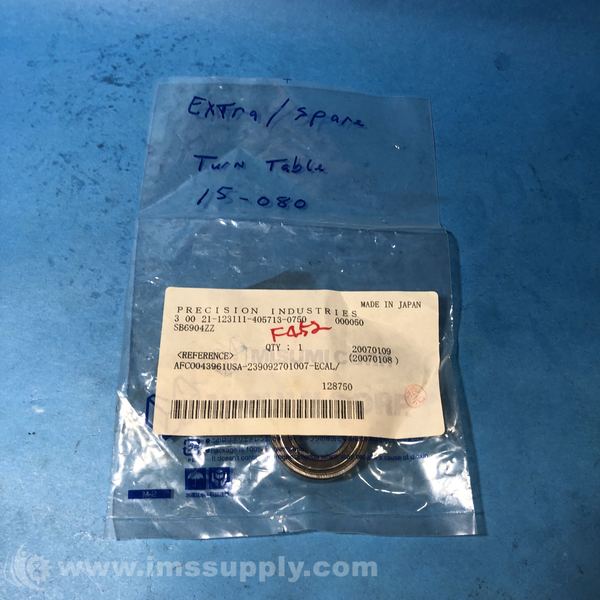 Extra/Spare
Turn Table
15-080
MADE IN JAPAN
PRECISION INDUSTRIES
3 00 21-123111-405713-0750 000050
SB6904ZZ
F452
QTY : 1 20070109
<REFERENCE> (20070108)
AFC0043961USA-239092701007-ECAL/
128750
www.imssupply.com